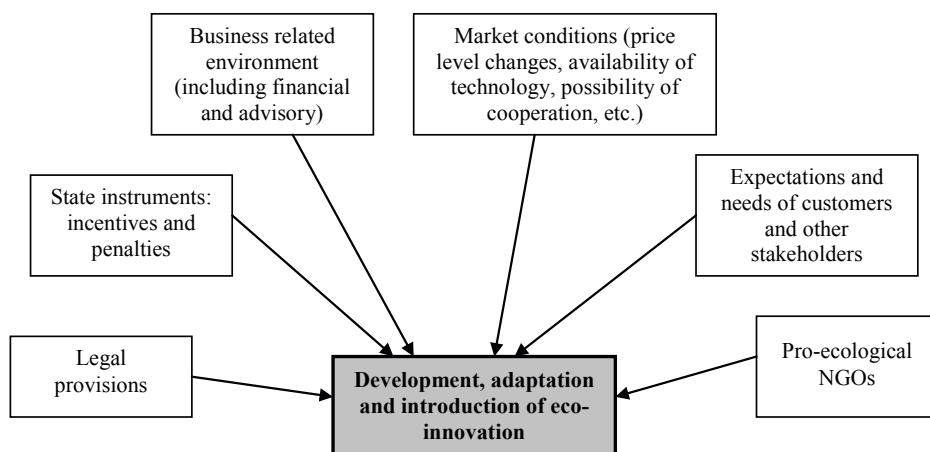 Business related
environment
(including financial
and advisory)
Market conditions (price
level changes, availability of
technology, possibility of
cooperation, etc.)
State instruments:
incentives and
penalties
Expectations and
needs of customers
and other
stakeholders
Legal
provisions
Development, adaptation
and introduction of eco-
innovation
Pro-ecological
NGOs